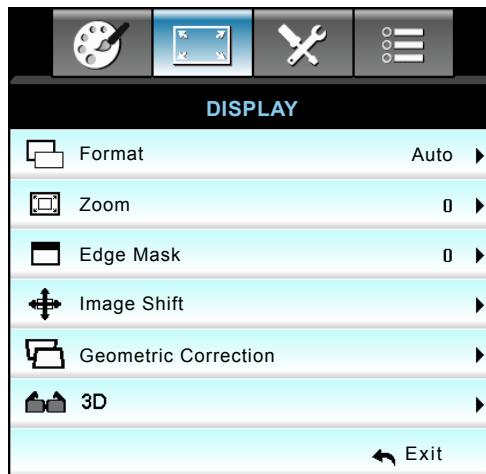 DISPLAY
Format Auto
Zoom 0
Edge Mask 0
Image Shift
Geometric Correction
3D
Exit